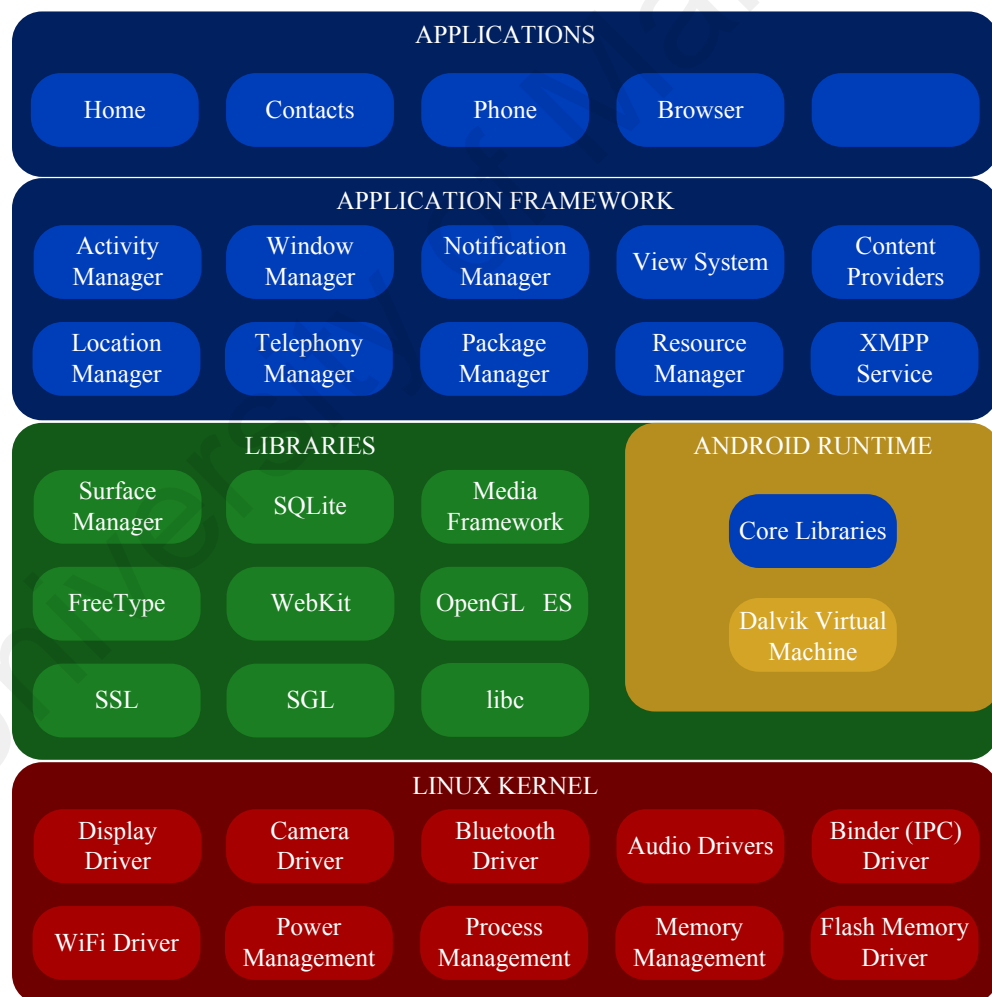 APPLICATIONS
Home
Contacts
Phone
Browser
APPLICATION FRAMEWORK
Activity
Manager
Window
Manager
Notification
Manager
View System
Content
Providers
Location
Manager
Telephony
Manager
Package
Manager
Resource
Manager
XMPP
Service
LIBRARIES
Surface
Manager
SQLite
Media
Framework
FreeType
WebKit
OpenGL ES
SSL
SGL
libc
ANDROID RUNTIME
Core Libraries
Dalvik Virtual
Machine
LINUX KERNEL
Display
Driver
Camera
Driver
Bluetooth
Driver
Audio Drivers
Binder (IPC)
Driver
WiFi Driver
Power
Management
Process
Management
Memory
Management
Flash Memory
Driver